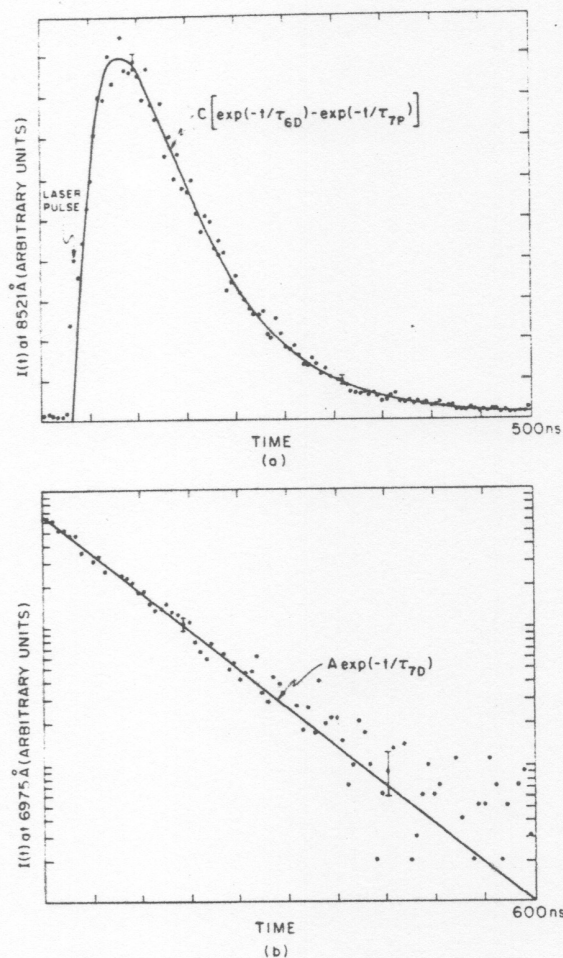 I(t) at 8521Å (ARBITRARY UNITS)
LASER
PULSE
C[exp(-t/τ6D)-exp(-t/τ7P)]
TIME
500ns
(a)
I(t) at 6975Å (ARBITRARY UNITS)
A exp(-t/τ7D)
TIME
600ns
(b)